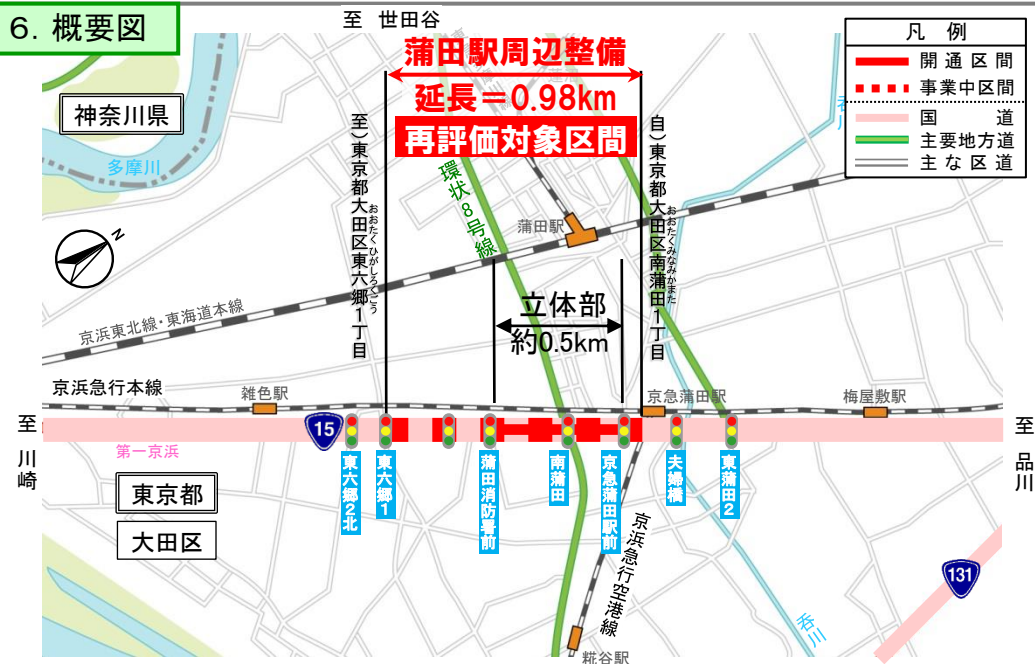 6. 概要図
至 世田谷
蒲田駅周辺整備
延長＝0.98km
再評価対象区間
凡 例
開通区間
事業中区間
国 道
主要地方道
主な区道
神奈川県
多摩川
呑川
N
至）東京都大田区東六郷1丁目
おおたくひがしろくごう
環状8号線
蒲田駅
自）東京都大田区南蒲田1丁目
おおたくみなみかまた
京浜東北線・東海道本線
立体部
約0.5km
京浜急行本線
雑色駅
京急蒲田駅
梅屋敷駅
至 川崎
15
第一京浜
至 品川
東六郷2北
東六郷1
蒲田消防署前
南蒲田
京急蒲田駅前
夫婦橋
東蒲田2
東京都
大田区
京浜急行空港線
131
呑川
糀谷駅